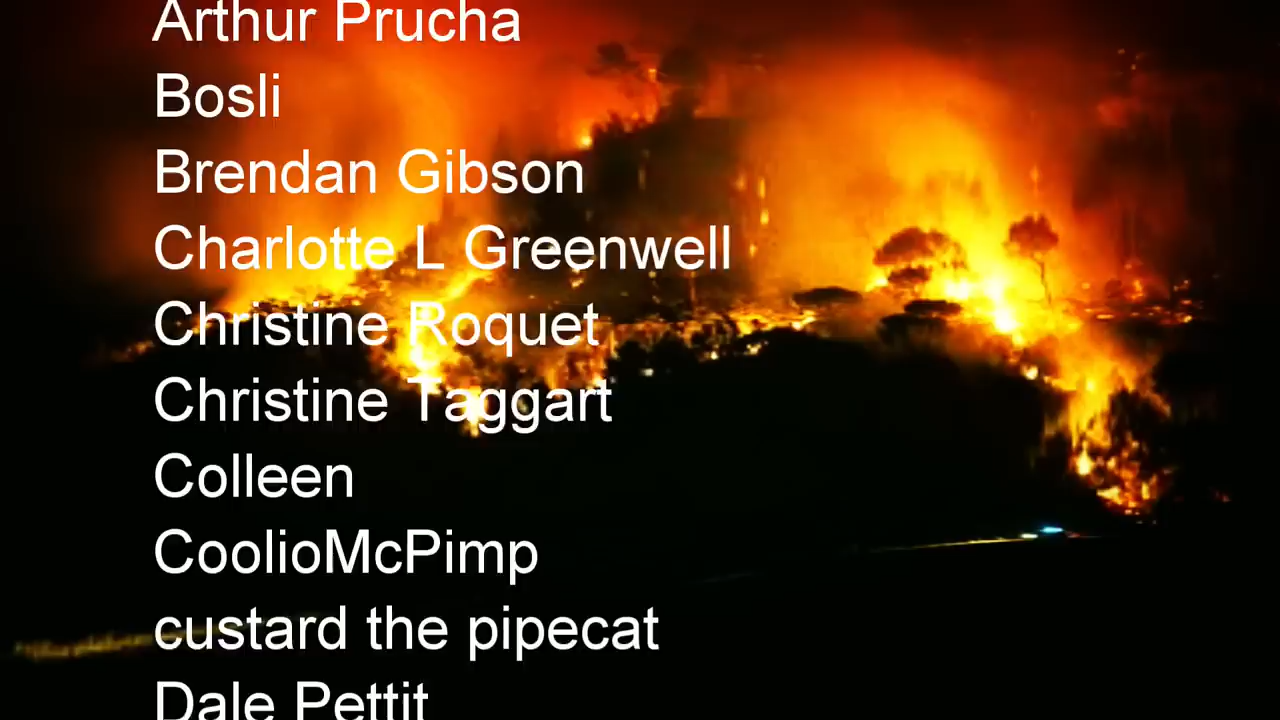 Arthur Prucha
Bosli
Brendan Gibson
Charlotte L Greenwell
Christine Roquet
Christine Taggart
Colleen
CoolioMcPimp
custard the pipecat
Dale Pettit